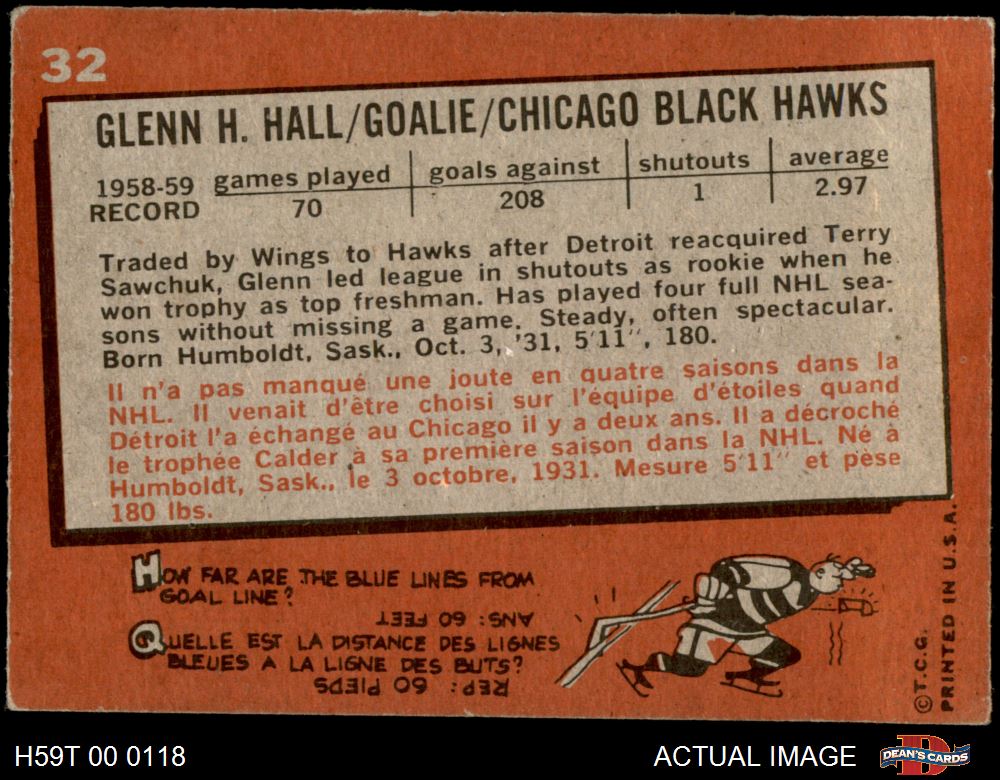 32
GLENN H. HALL/GOALIE/CHICAGO BLACK HAWKS
1958-59 RECORD games played goals against shutouts average
70 208 1 2.97
Traded by Wings to Hawks after Detroit reacquired Terry
Sawchuk, Glenn led league in shutouts as rookie when he
won trophy as top freshman. Has played four full NHL sea-
sons without missing a game. Steady, often spectacular.
Born Humboldt, Sask., Oct. 3, '31, 5'11", 180.
Il n'a pas manqué une joute en quatre saisons dans la
NHL. Il venait d'être choisi sur l'équipe d'étoiles quand
Détroit l'a échangé au Chicago il y a deux ans. Il a décroché
le trophée Calder à sa première saison dans la NHL. Né à
Humboldt, Sask., le 3 octobre, 1931. Mesure 5'11" et pèse
180 lbs.
HOW FAR ARE THE BLUE LINES FROM
GOAL LINE?
ANS: 60 FEET
QUELLE EST LA DISTANCE DES LIGNES
BLEUES A LA LIGNE DES BUTS?
REP: 60 PIEDS
©T.C.G. PRINTED IN U.S.A.
H59T 00 0118
ACTUAL IMAGE
DEAN'S CARDS